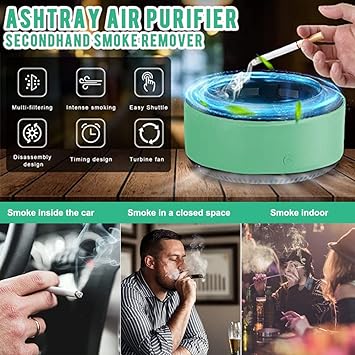 ASHTRAY AIR PURIFIER
SECONDHAND SMOKE REMOVER
Multi-filtering
Intense smoking
Easy Shuttle
Disassembly
design
Timing design
Turbine fan
Smoke inside the car
Smoke in a closed space
Smoke indoor